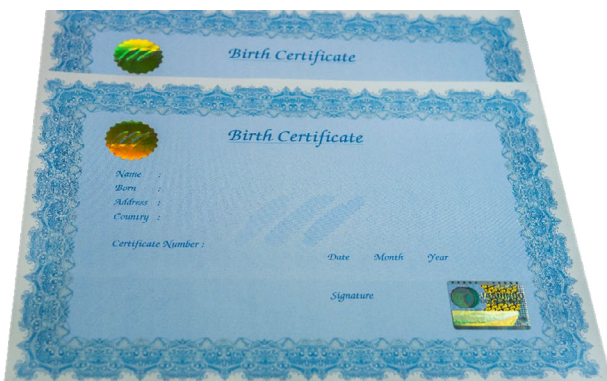 Birth Certificate
Birth Certificate
Name :
Born :
Address :
Country :
Certificate Number :
Date Month Year
Signature